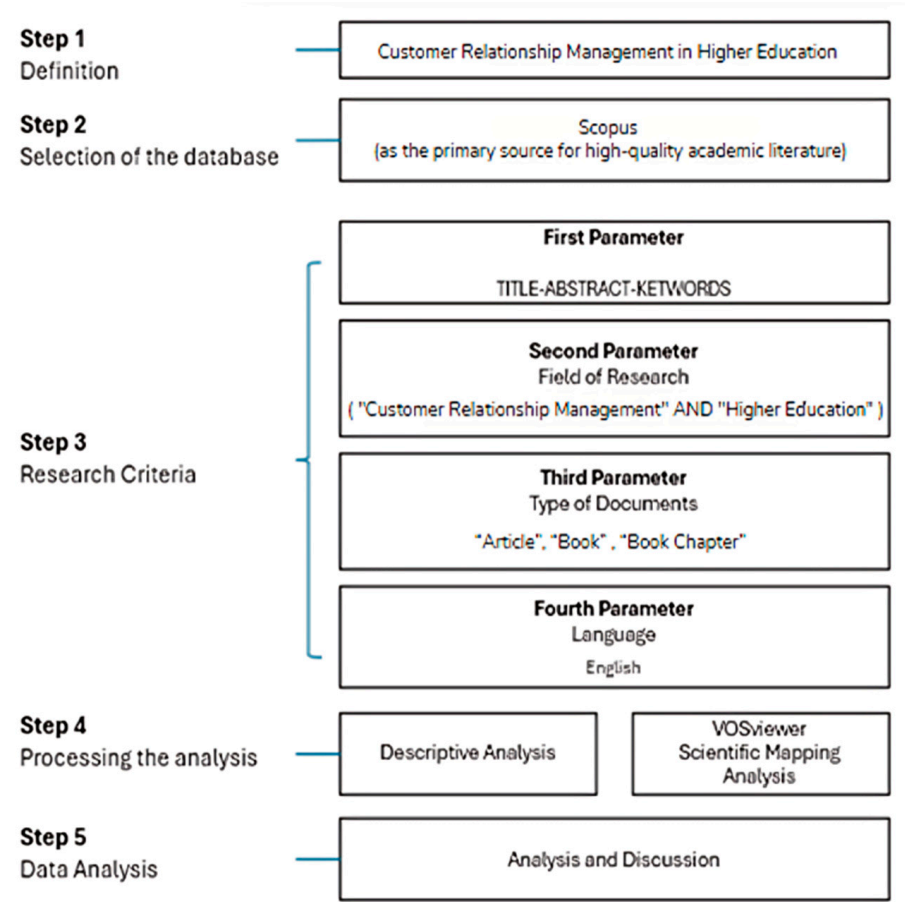 Step 1
Definition
Customer Relationship Management in Higher Education
Step 2
Selection of the database
Scopus
(as the primary source for high-quality academic literature)
Step 3
Research Criteria
First Parameter
TITLE-ABSTRACT-KETWORDS
Second Parameter
Field of Research
( "Customer Relationship Management" AND "Higher Education" )
Third Parameter
Type of Documents
"Article", "Book" , "Book Chapter"
Fourth Parameter
Language
English
Step 4
Processing the analysis
Descriptive Analysis
VOSviewer
Scientific Mapping
Analysis
Step 5
Data Analysis
Analysis and Discussion